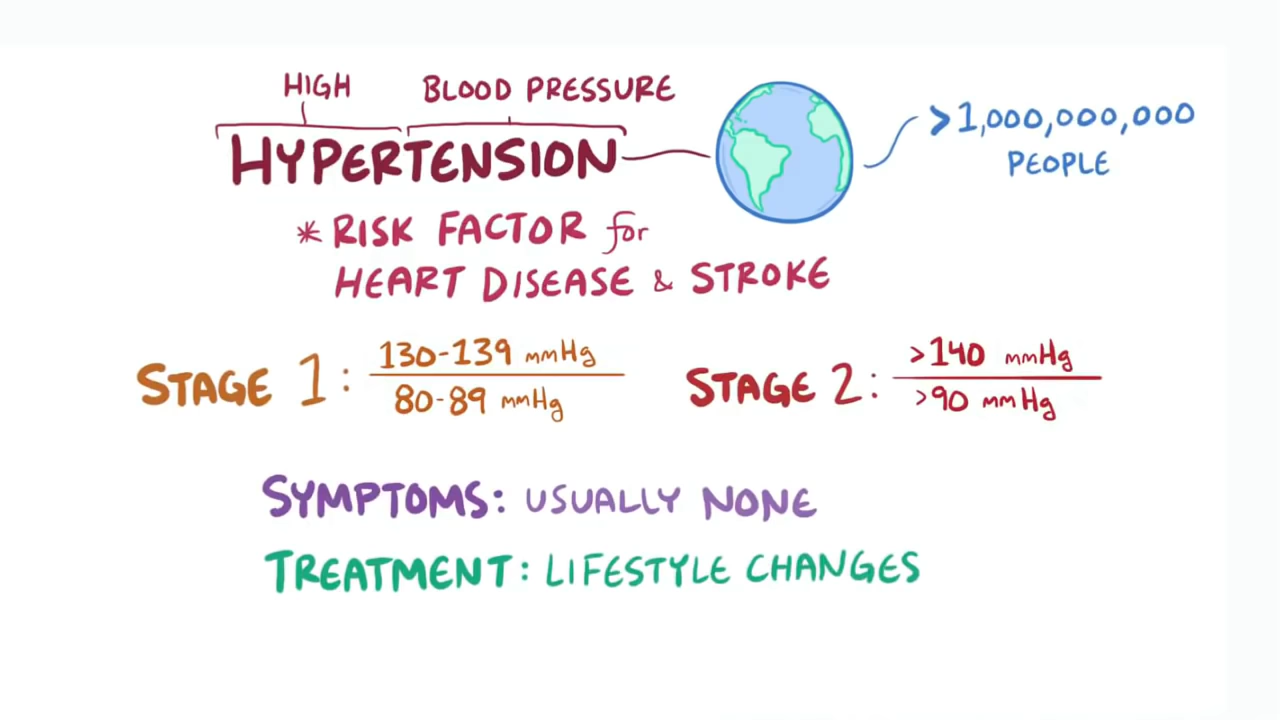 HIGH BLOOD PRESSURE
HYPERTENSION
>1,000,000,000
PEOPLE
* RISK FACTOR for
HEART DISEASE & STROKE
STAGE 1: 130-139 mmHg
80-89 mmHg
STAGE 2: >140 mmHg
>90 mmHg
SYMPTOMS: USUALLY NONE
TREATMENT: LIFESTYLE CHANGES